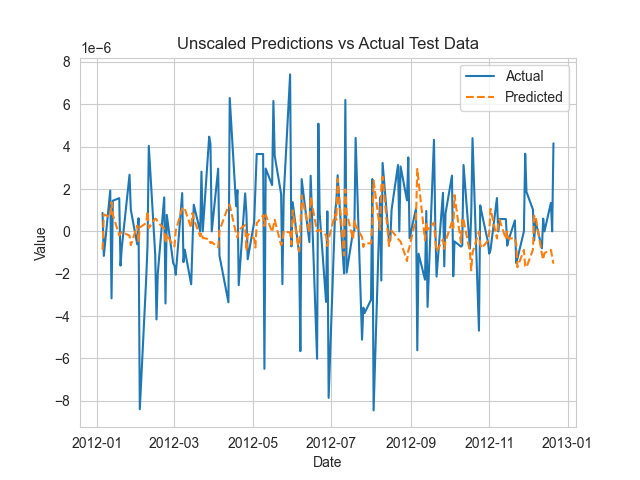 Unscaled Predictions vs Actual Test Data
1e−6
Actual
Predicted
8
6
4
2
0
−2
−4
−6
−8
Value
2012-01 2012-03 2012-05 2012-07 2012-09 2012-11 2013-01
Date